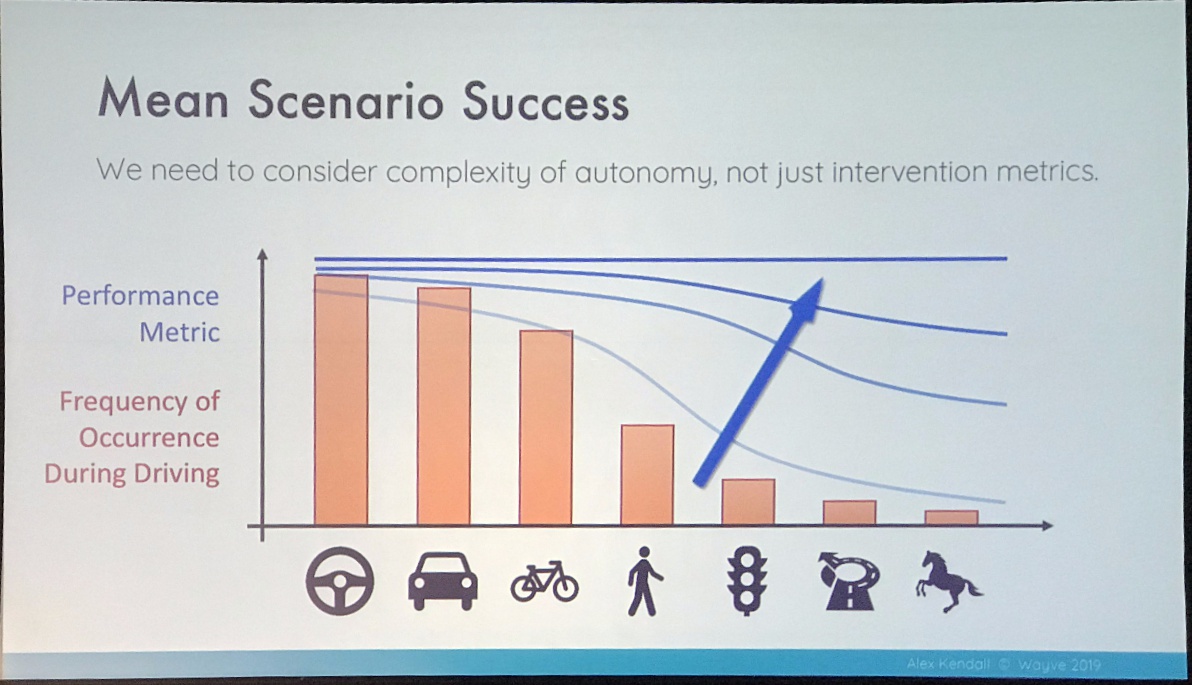 Mean Scenario Success
We need to consider complexity of autonomy, not just intervention metrics.
Performance
Metric
Frequency of
Occurrence
During Driving
Alex Kendall © Wayve 2019